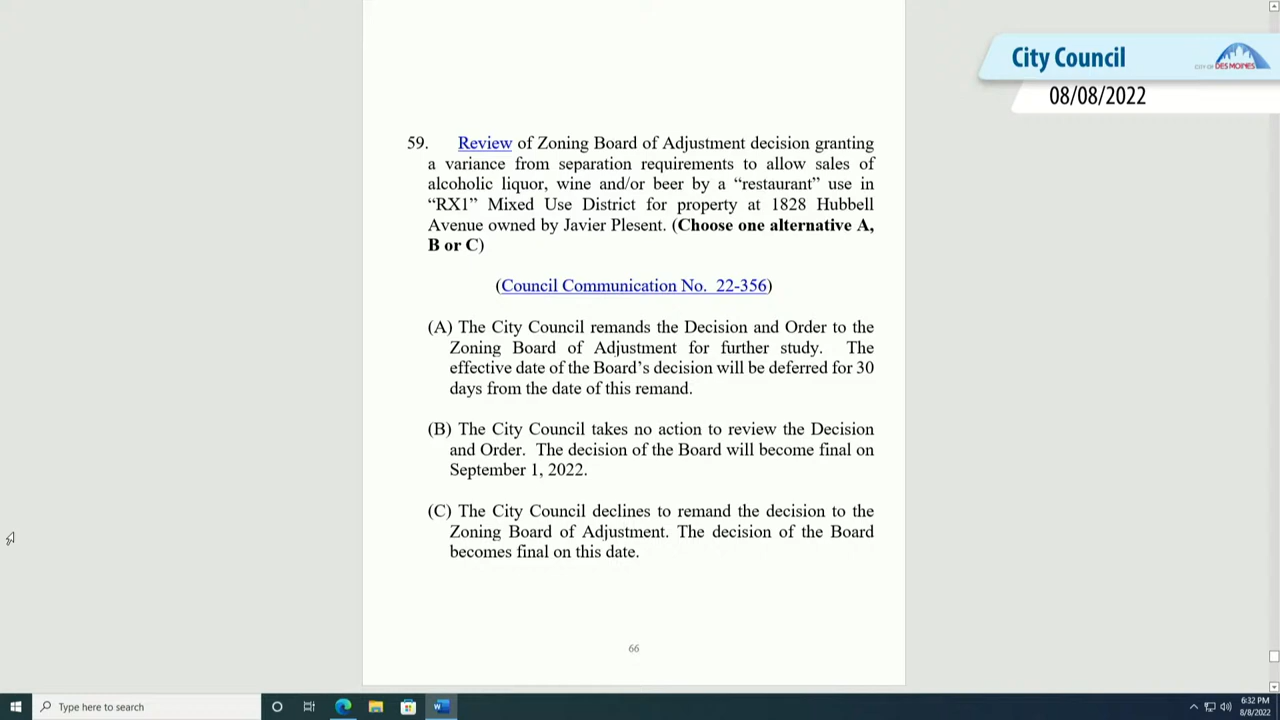 City Council
CITY OF DES MOINES
08/08/2022
59. Review of Zoning Board of Adjustment decision granting
a variance from separation requirements to allow sales of
alcoholic liquor, wine and/or beer by a “restaurant” use in
“RX1” Mixed Use District for property at 1828 Hubbell
Avenue owned by Javier Plesent. (Choose one alternative A,
B or C)
(Council Communication No. 22-356)
(A) The City Council remands the Decision and Order to the
Zoning Board of Adjustment for further study. The
effective date of the Board’s decision will be deferred for 30
days from the date of this remand.
(B) The City Council takes no action to review the Decision
and Order. The decision of the Board will become final on
September 1, 2022.
(C) The City Council declines to remand the decision to the
Zoning Board of Adjustment. The decision of the Board
becomes final on this date.
66
Type here to search
6:32 PM
8/8/2022